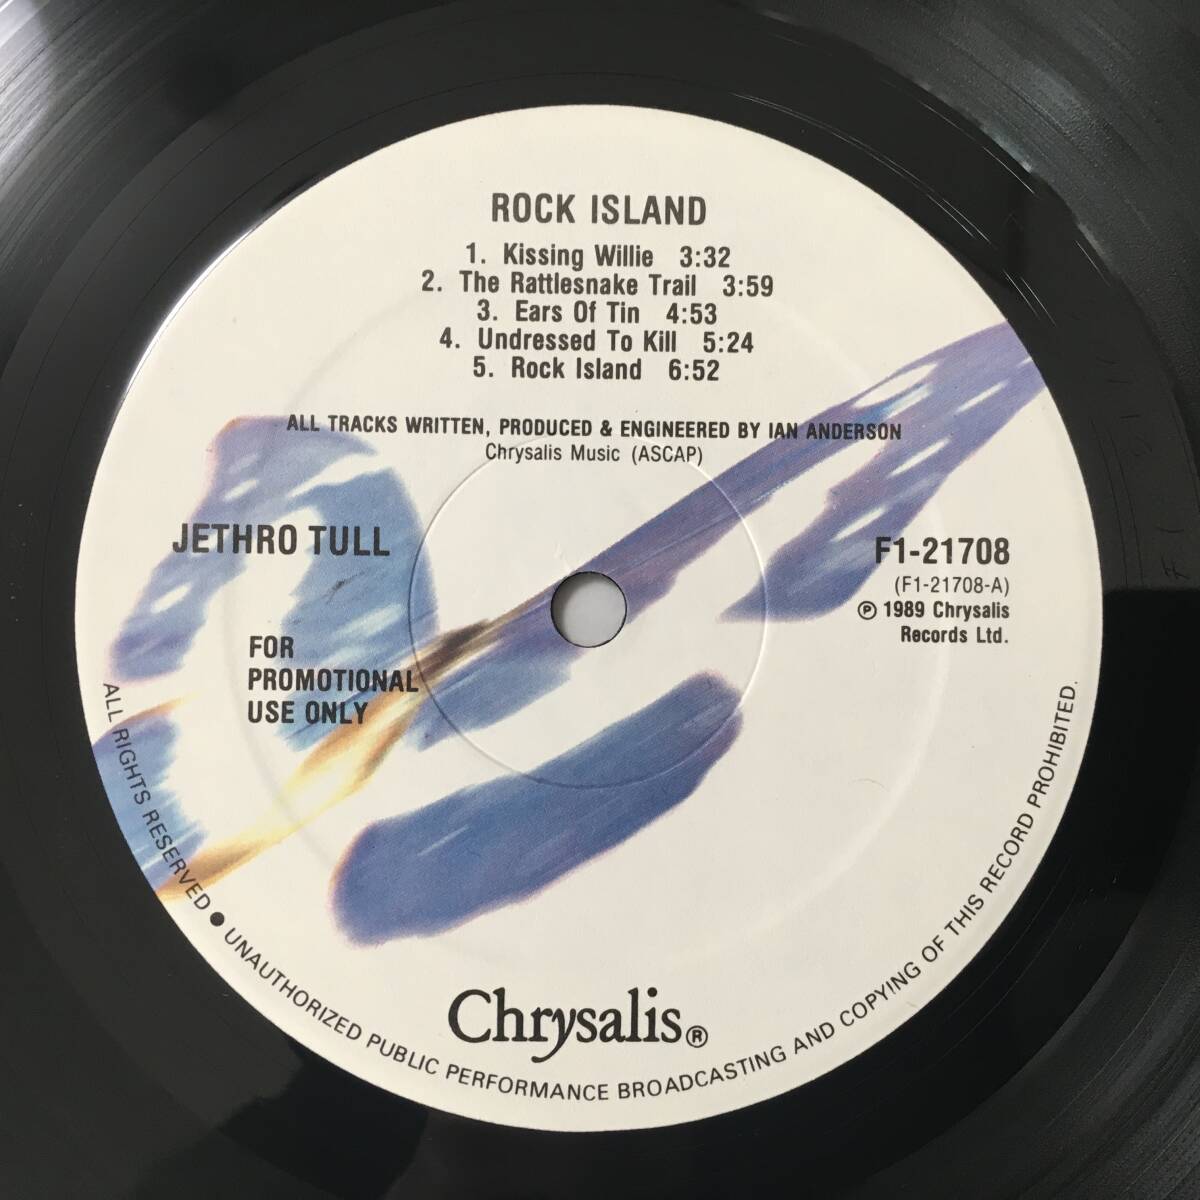 ROCK ISLAND
1. Kissing Willie 3:32
2. The Rattlesnake Trail 3:59
3. Ears Of Tin 4:53
4. Undressed To Kill 5:24
5. Rock Island 6:52
ALL TRACKS WRITTEN, PRODUCED & ENGINEERED BY IAN ANDERSON
Chrysalis Music (ASCAP)
JETHRO TULL
F1-21708
(F1-21708-A)
℗ 1989 Chrysalis
Records Ltd.
FOR
PROMOTIONAL
USE ONLY
Chrysalis®
ALL RIGHTS RESERVED ● UNAUTHORIZED PUBLIC PERFORMANCE BROADCASTING AND COPYING OF THIS RECORD PROHIBITED.